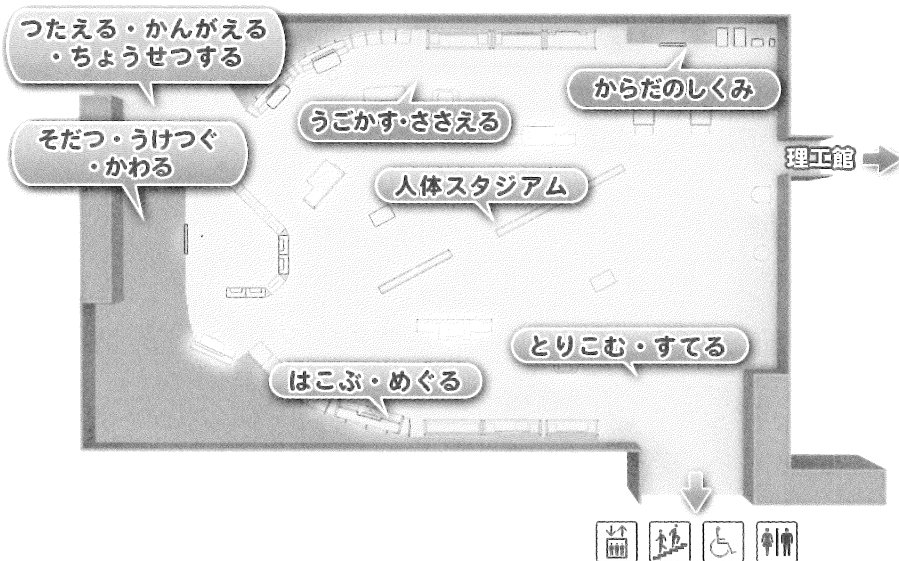 つたえる・かんがえる
・ちょうせつする
からだのしくみ
うごかす・ささえる
そだつ・うけつぐ
・かわる
理工館
人体スタジアム
とりこむ・すてる
はこぶ・めぐる